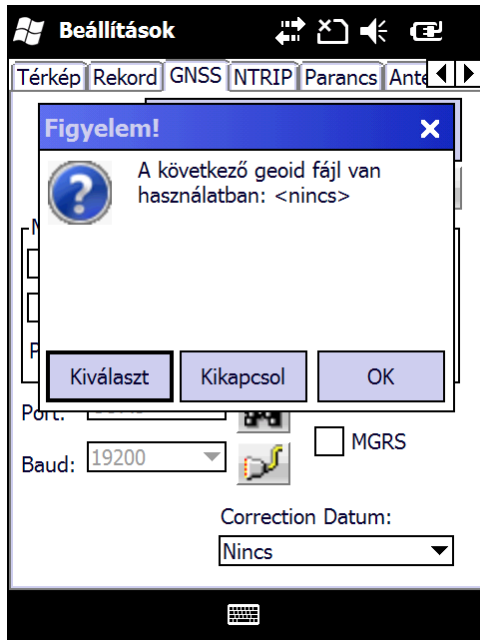 Beállítások
Térkép Rekord GNSS NTRIP Parancs Ante
Figyelem!
A következő geoid fájl van
használatban: <nincs>
Kiválaszt Kikapcsol OK
Port:
MGRS
Baud: 19200
Correction Datum:
Nincs